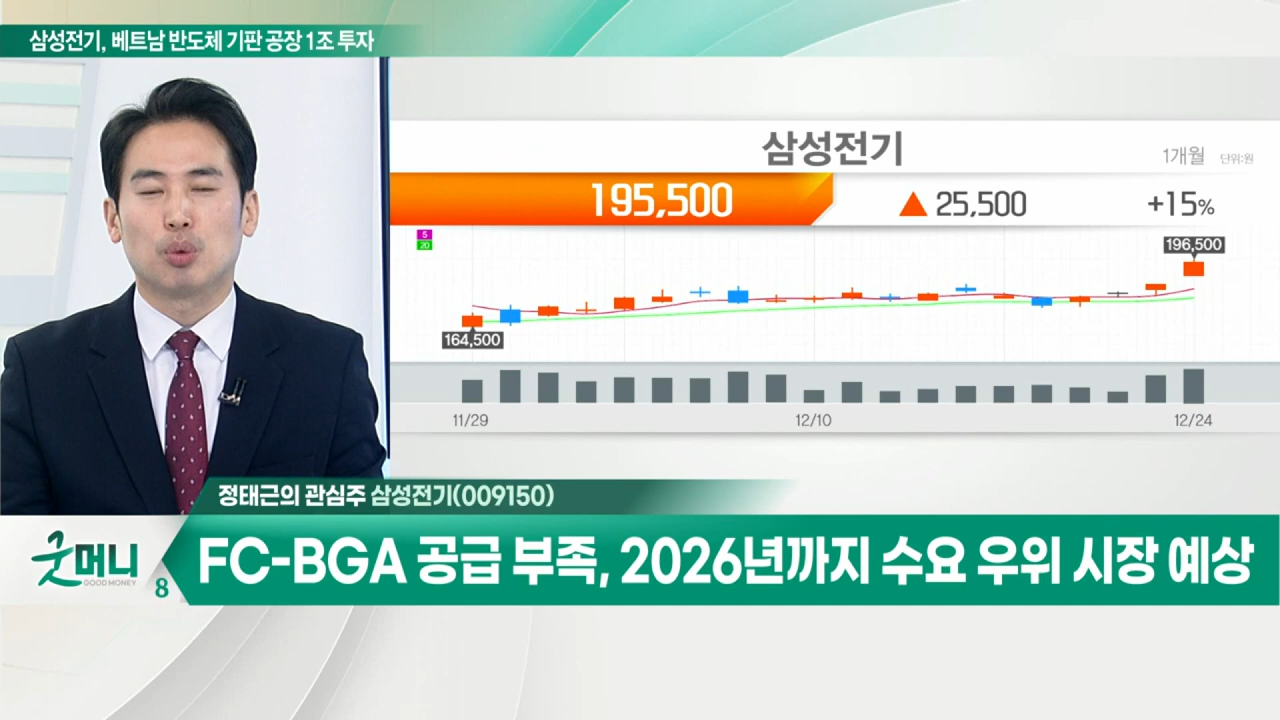 삼성전기, 베트남 반도체 기판 공장 1조 투자
삼성전기
1개월 단위:원
195,500 ▲ 25,500 +15%
5
20
196,500
164,500
11/29 12/10 12/24
정태근의 관심주 삼성전기(009150)
굿머니
GOOD MONEY
8
FC-BGA 공급 부족, 2026년까지 수요 우위 시장 예상